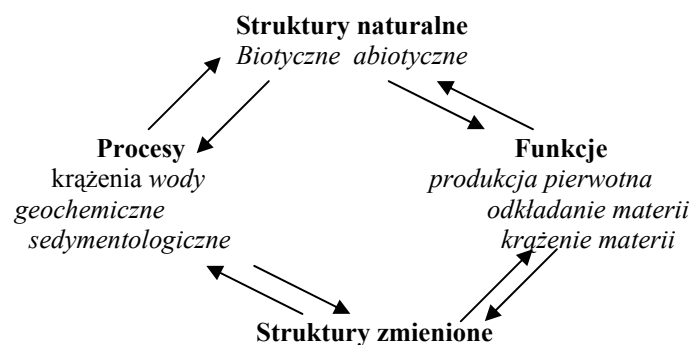 Struktury naturalne
Biotyczne abiotyczne
Procesy
krążenia wody
geochemiczne
sedymentologiczne
Funkcje
produkcja pierwotna
odkładanie materii
krążenie materii
Struktury zmienione